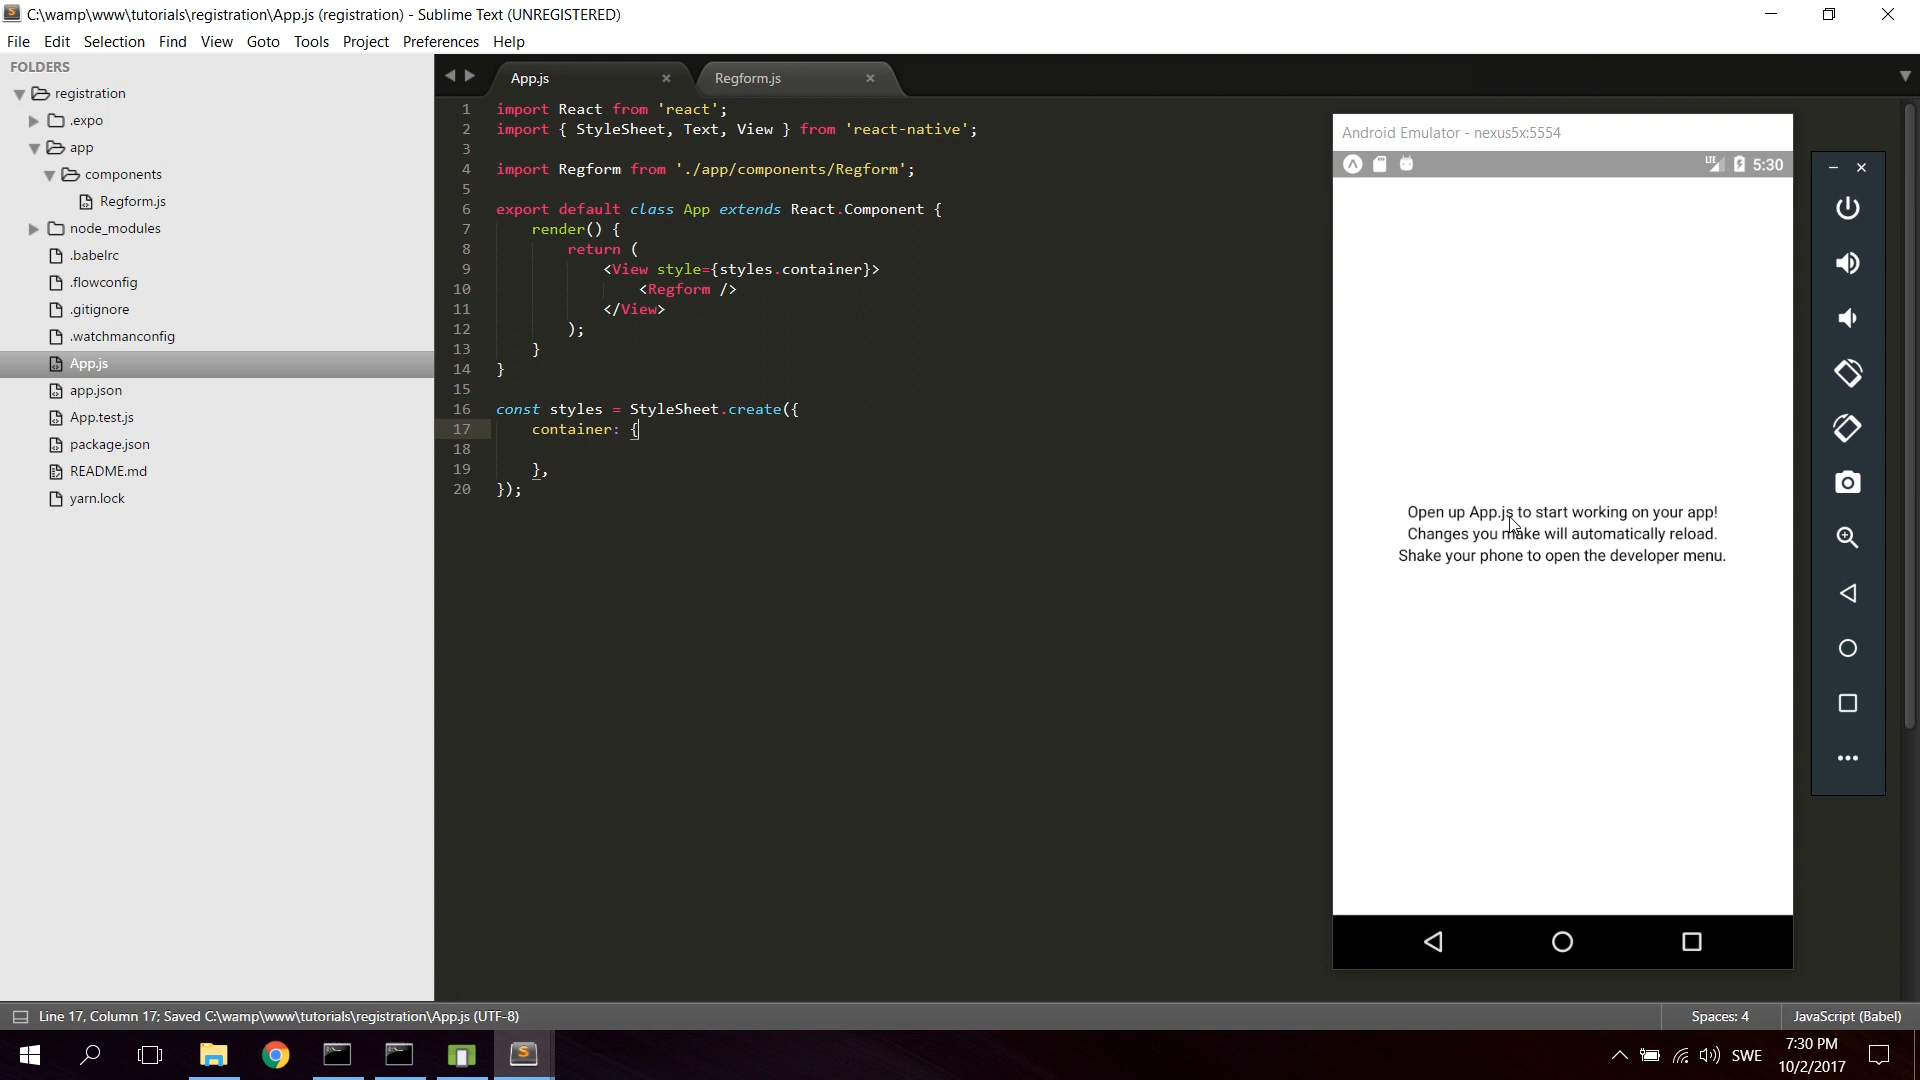 C:\wamp\www\tutorials\registration\App.js (registration) - Sublime Text (UNREGISTERED)
File Edit Selection Find View Goto Tools Project Preferences Help
FOLDERS
registration
.expo
app
components
Regform.js
node_modules
.babelrc
.flowconfig
.gitignore
.watchmanconfig
App.js
app.json
App.test.js
package.json
README.md
yarn.lock
App.js Regform.js
1 import React from 'react';
2 import { StyleSheet, Text, View } from 'react-native';
3
4 import Regform from './app/components/Regform';
5
6 export default class App extends React.Component {
7 render() {
8 return (
9 <View style={styles.container}>
10 <Regform />
11 </View>
12 );
13 }
14 }
15
16 const styles = StyleSheet.create({
17 container: {
18
19 },
20 });
Android Emulator - nexus5x:5554
LTE 5:30
Open up App.js to start working on your app!
Changes you make will automatically reload.
Shake your phone to open the developer menu.
Line 17, Column 17; Saved C:\wamp\www\tutorials\registration\App.js (UTF-8)
Spaces: 4
JavaScript (Babel)
SWE
7:30 PM
10/2/2017